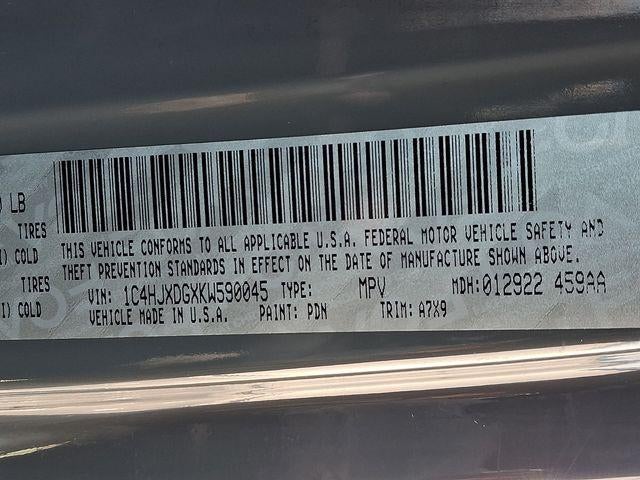 LB
TIRES
COLD
TIRES
COLD
THIS VEHICLE CONFORMS TO ALL APPLICABLE U.S.A. FEDERAL MOTOR VEHICLE SAFETY AND
THEFT PREVENTION STANDARDS IN EFFECT ON THE DATE OF MANUFACTURE SHOWN ABOVE.
VIN: 1C4HJXDGXKW590045 TYPE: MPV MDH:012922 459AA
VEHICLE MADE IN U.S.A. PAINT: PDN TRIM: A7X9